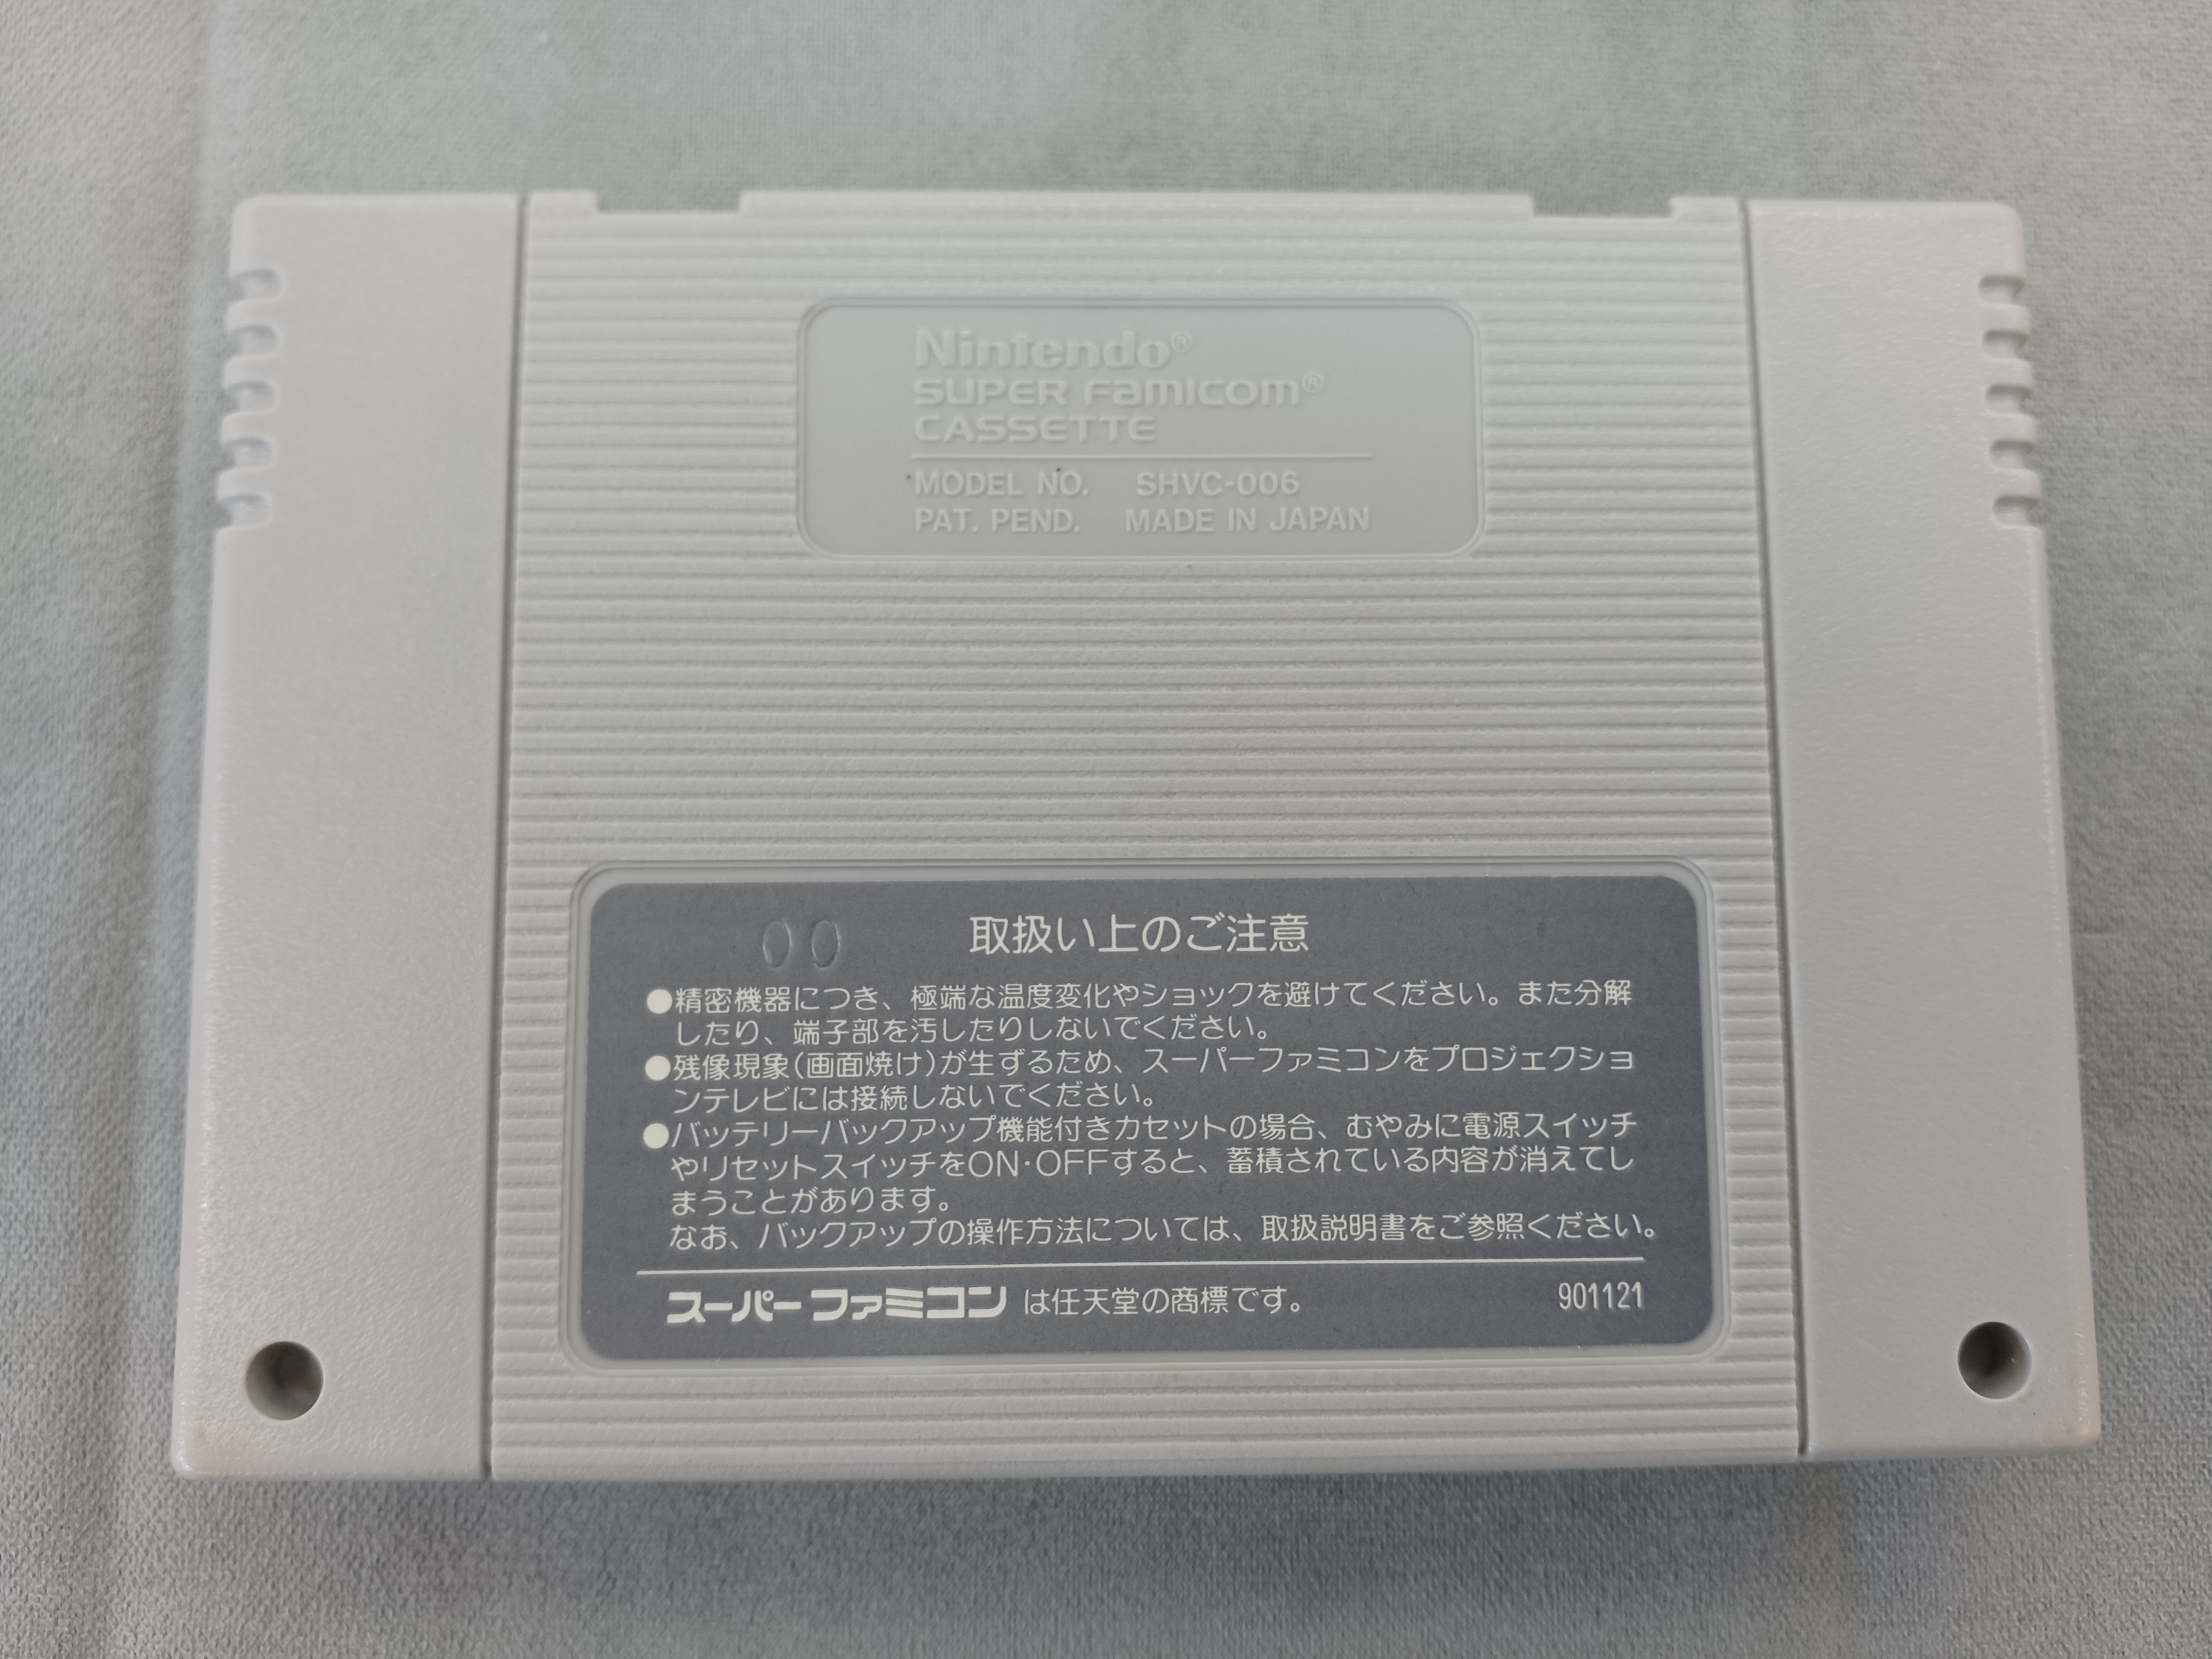 Nintendo®
SUPER FAMICOM®
CASSETTE
MODEL NO. SHVC-006
PAT. PEND. MADE IN JAPAN
00
取扱い上のご注意
●精密機器につき、極端な温度変化やショックを避けてください。また分解
したり、端子部を汚したりしないでください。
●残像現象(画面焼け)が生ずるため、スーパーファミコンをプロジェクショ
ンテレビには接続しないでください。
●バッテリーバックアップ機能付きカセットの場合、むやみに電源スイッチ
やリセットスイッチをON·OFFすると、蓄積されている内容が消えてし
まうことがあります。
なお、バックアップの操作方法については、取扱説明書をご参照ください。
スーパーファミコン は任天堂の商標です。 901121